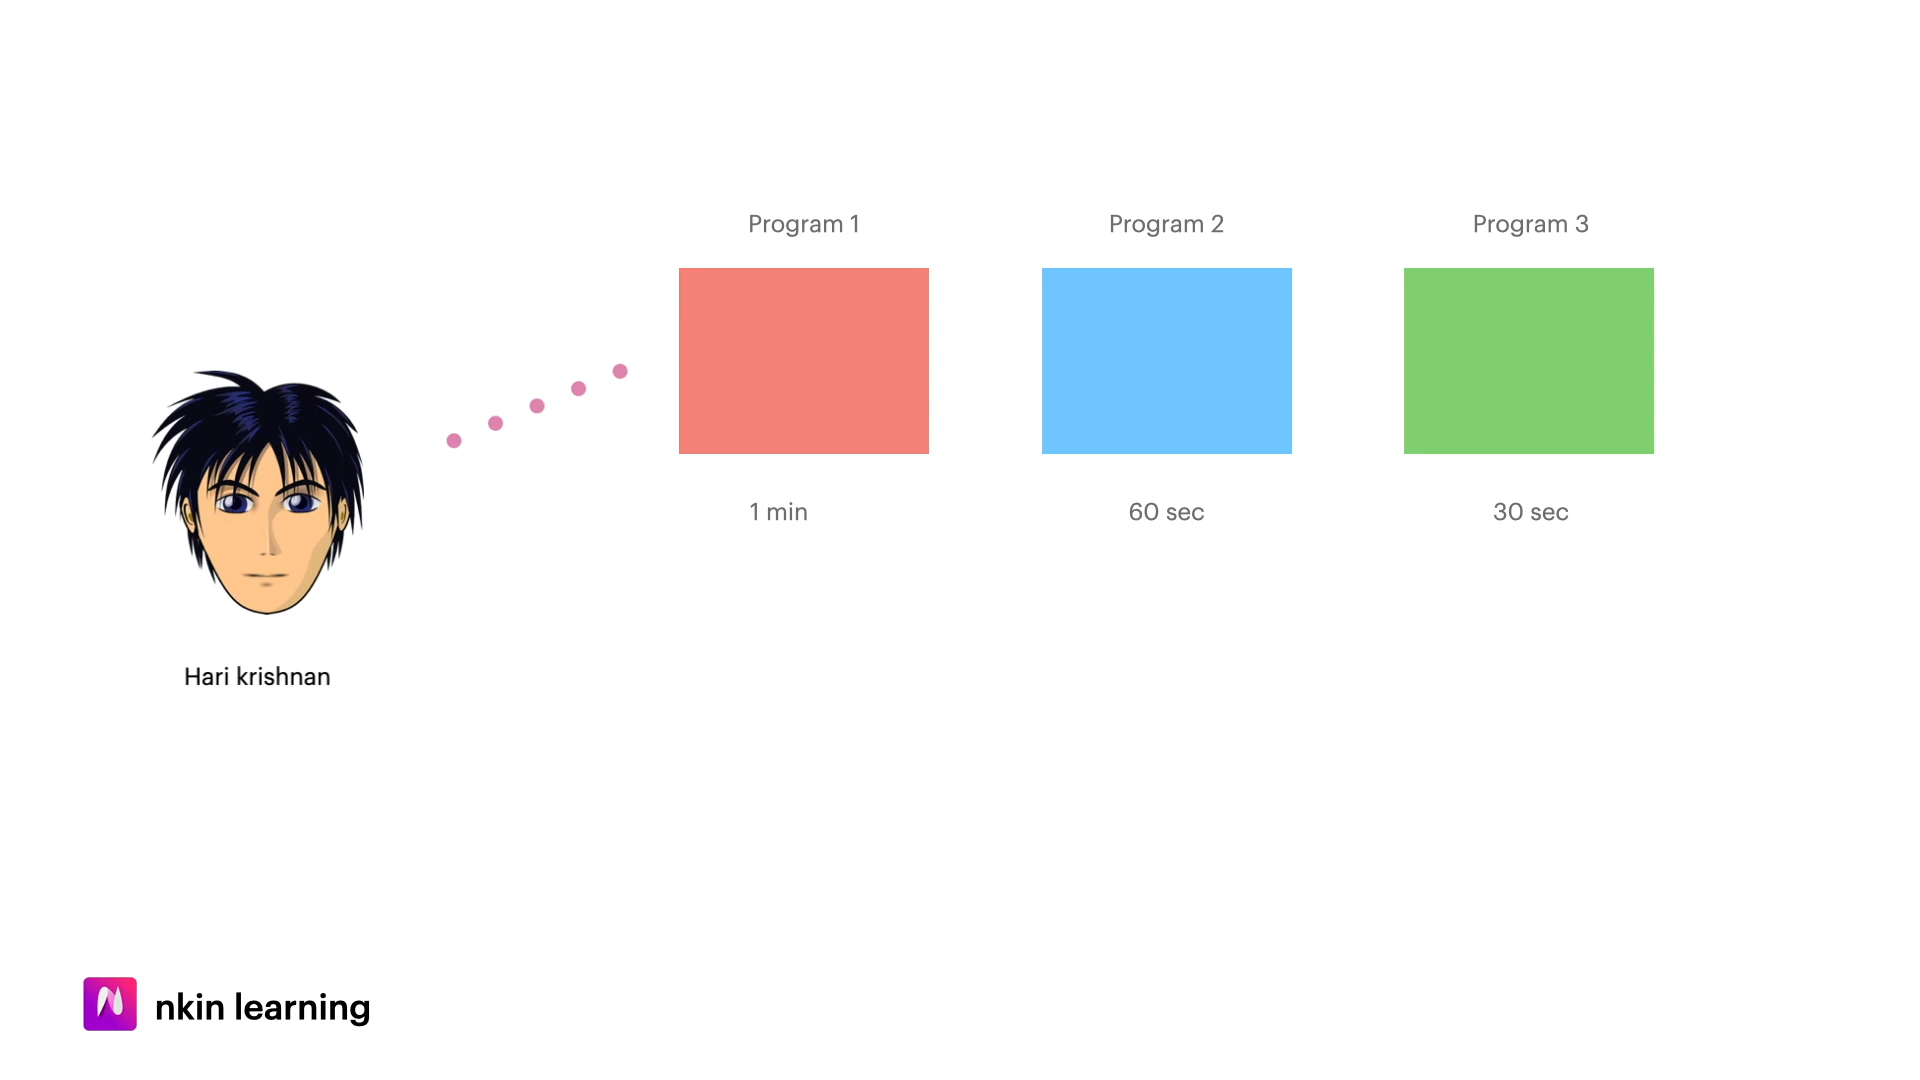 Program 1
Program 2
Program 3
1 min
60 sec
30 sec
Hari krishnan
nkin learning